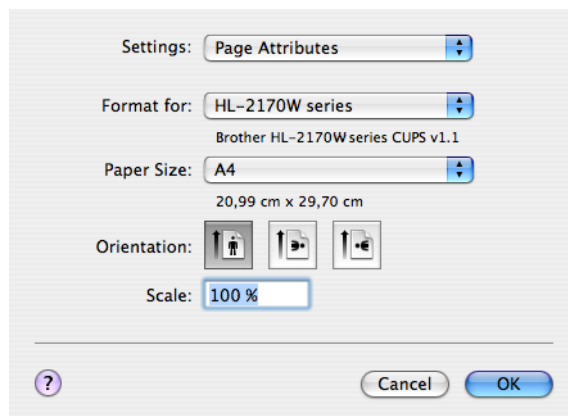 Settings: Page Attributes
Format for: HL-2170W series
Brother HL-2170W series CUPS v1.1
Paper Size: A4
20,99 cm x 29,70 cm
Orientation:
Scale: 100 %
? Cancel OK